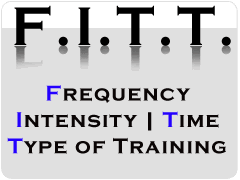 F.I.T.T.
FREQUENCY
INTENSITY | TIME
TYPE OF TRAINING